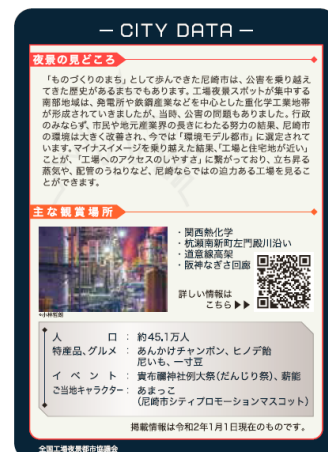 CITY DATA
夜景の見どころ
「ものづくりのまち」として歩んできた尼崎市は、公害を乗り越え
てきた歴史があるまちでもあります。工場夜景スポットが集中する
南部地域は、発電所や鉄鋼産業などを中心とした重化学工業地帯
が形成されていきましたが、当時、公害の問題もありました。行政
のみならず、市民や地元産業界の長きにわたる努力の結果、尼崎市
の環境は大きく改善され、今では「環境モデル都市」に選定されて
います。マイナスイメージを乗り越えた結果、「工場と住宅地が近い」
ことが、「工場へのアクセスのしやすさ」に繋がっており、立ち昇る
蒸気や、配管のうねりなど、尼崎ならではの迫力ある工場を見るこ
とができます。
主な観賞場所
・関西熱化学
・杭瀬南新町左門殿川沿い
・道意線高架
・阪神なぎさ回廊
詳しい情報は
こちら▶▶
©小林哲朗
人口：約45.1万人
特産品、グルメ：あんかけチャンポン、ヒノデ飴
尼いも、一寸豆
イベント：貴布禰神社例大祭（だんじり祭）、薪能
ご当地キャラクター：あまっこ
（尼崎市シティプロモーションマスコット）
掲載情報は令和2年1月1日現在のものです。
全国工場夜景都市協議会